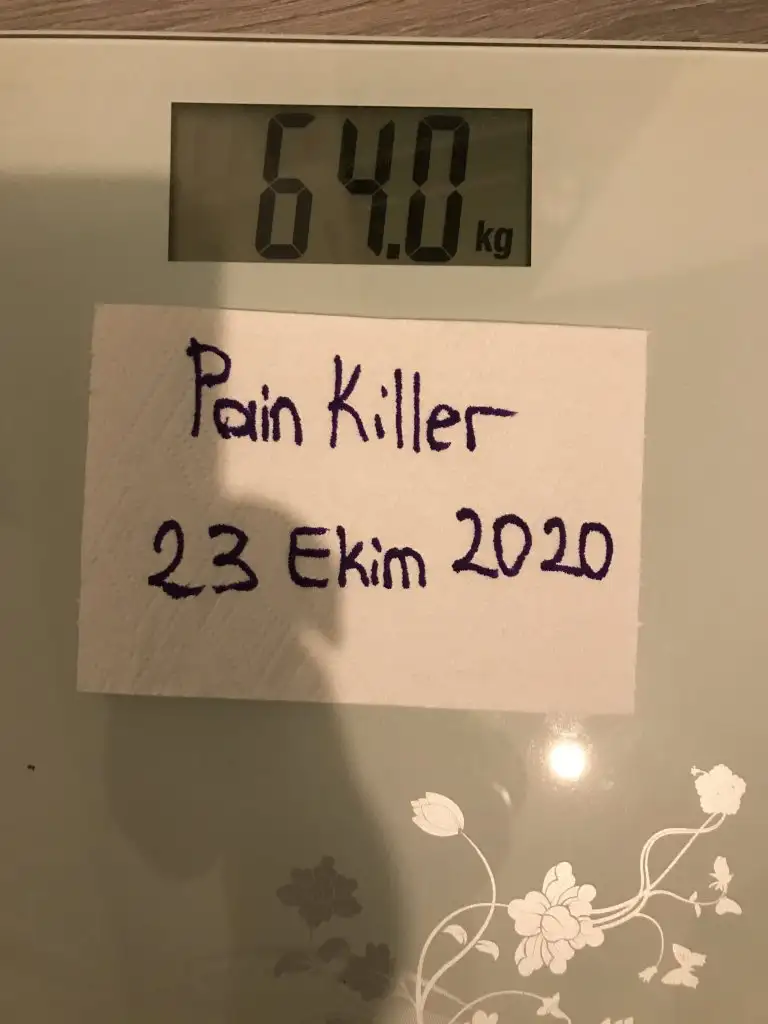 64.0 kg
Pain Killer
23 Ekim 2020